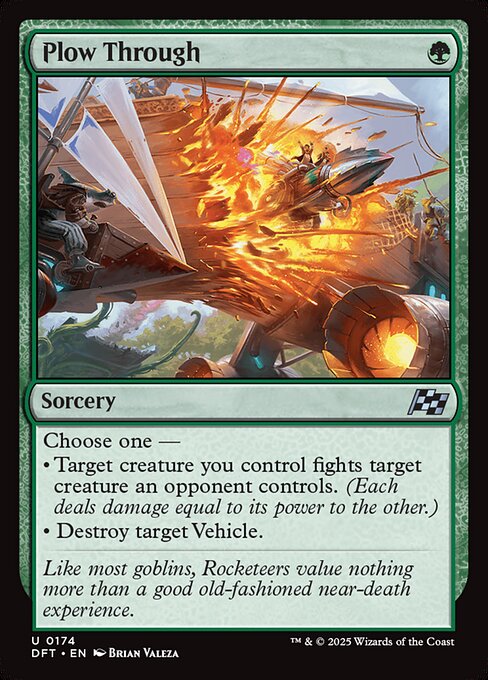 Plow Through
Sorcery
Choose one —
• Target creature you control fights target
creature an opponent controls. (Each
deals damage equal to its power to the other.)
• Destroy target Vehicle.
Like most goblins, Rocketeers value nothing
more than a good old-fashioned near-death
experience.
U 0174
DFT • EN Brian Valeza
™ & © 2025 Wizards of the Coast